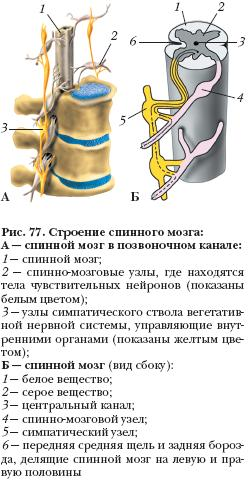 1
2
3
А
1
2
6
3
4
5
Б
Рис. 77. Строение спинного мозга:
А — спинной мозг в позвоночном канале:
1 — спинной мозг;
2 — спинно-мозговые узлы, где находятся
тела чувствительных нейронов (показаны
белым цветом);
3 — узлы симпатического ствола вегетатив-
ной нервной системы, управляющие внут-
ренними органами (показаны желтым цве-
том);
Б — спинной мозг (вид сбоку):
1 — белое вещество;
2 — серое вещество;
3 — центральный канал;
4 — спинно-мозговой узел;
5 — симпатический узел;
6 — передняя средняя щель и задняя бороз-
да, делящие спинной мозг на левую и пра-
вую половины